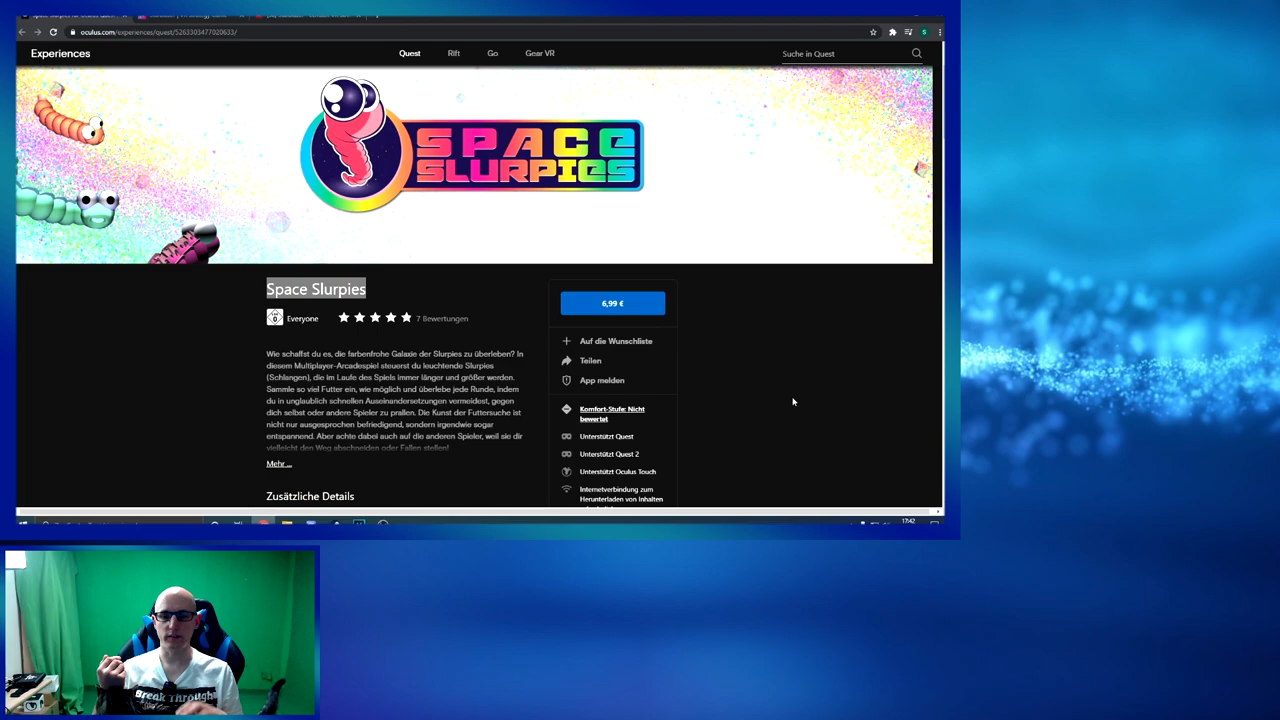 oculus.com/experiences/quest/5263303477020633/
Experiences
Quest
Rift
Go
Gear VR
Suche in Quest
SPACE
SLURPIES
Space Slurpies
Everyone
7 Bewertungen
Wie schaffst du es, die farbenfrohe Galaxie der Slurpies zu überleben? In
diesem Multiplayer-Arcadespiel steuerst du leuchtende Slurpies
(Schlangen), die im Laufe des Spiels immer länger und größer werden.
Sammle so viel Futter ein, wie möglich und überlebe jede Runde, indem
du in unglaublich schnellen Auseinandersetzungen vermeidest, gegen
dich selbst oder andere Spieler zu prallen. Die Kunst der Futtersuche ist
nicht nur ausgesprochen befriedigend, sondern irgendwie sogar
entspannend. Aber achte dabei auch auf die anderen Spieler, weil sie dir
vielleicht den Weg abschneiden oder Fallen stellen!
Mehr ...
Zusätzliche Details
6,99 €
Auf die Wunschliste
Teilen
App melden
Komfort-Stufe: Nicht
bewertet
Unterstützt Quest
Unterstützt Quest 2
Unterstützt Oculus Touch
Internetverbindung zum
Herunterladen von Inhalten
17:42
Break Through